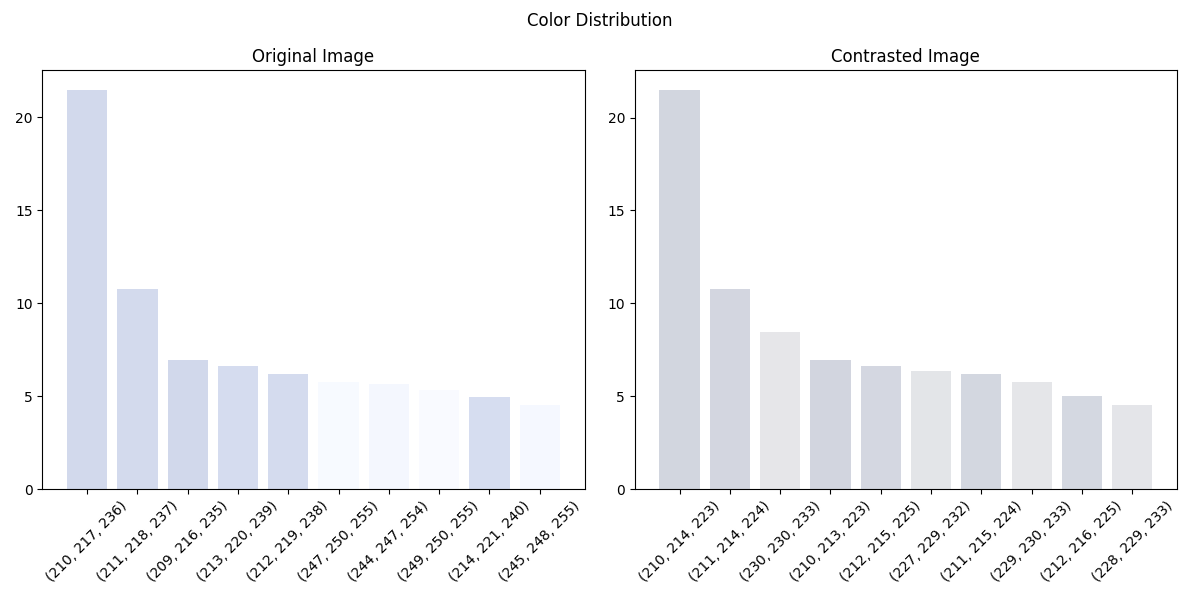 Color Distribution
Original Image
20
15
10
5
0
(210, 217, 236)
(211, 218, 237)
(209, 216, 235)
(213, 220, 239)
(212, 219, 238)
(247, 250, 255)
(244, 247, 254)
(249, 250, 255)
(214, 221, 240)
(245, 248, 255)
Contrasted Image
20
15
10
5
0
(210, 214, 223)
(211, 214, 224)
(230, 230, 233)
(210, 213, 223)
(212, 215, 225)
(227, 229, 232)
(211, 215, 224)
(229, 230, 233)
(212, 216, 225)
(228, 229, 233)